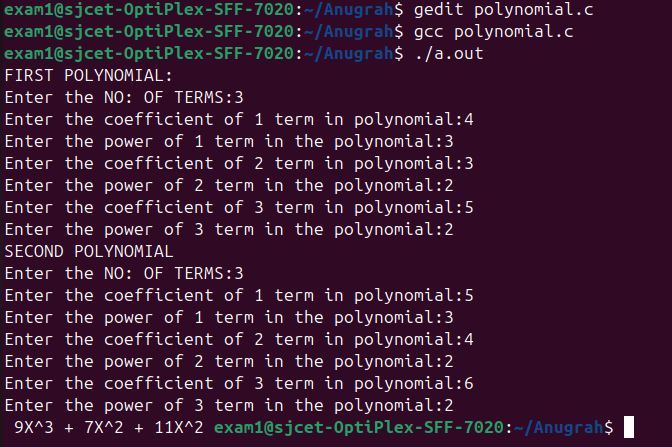 exam1@sjcet-OptiPlex-SFF-7020:~/Anugrah$ gedit polynomial.c
exam1@sjcet-OptiPlex-SFF-7020:~/Anugrah$ gcc polynomial.c
exam1@sjcet-OptiPlex-SFF-7020:~/Anugrah$ ./a.out
FIRST POLYNOMIAL:
Enter the NO: OF TERMS:3
Enter the coefficient of 1 term in polynomial:4
Enter the power of 1 term in the polynomial:3
Enter the coefficient of 2 term in polynomial:3
Enter the power of 2 term in the polynomial:2
Enter the coefficient of 3 term in polynomial:5
Enter the power of 3 term in the polynomial:2
SECOND POLYNOMIAL
Enter the NO: OF TERMS:3
Enter the coefficient of 1 term in polynomial:5
Enter the power of 1 term in the polynomial:3
Enter the coefficient of 2 term in polynomial:4
Enter the power of 2 term in the polynomial:2
Enter the coefficient of 3 term in polynomial:6
Enter the power of 3 term in the polynomial:2
 9X^3 + 7X^2 + 11X^2 exam1@sjcet-OptiPlex-SFF-7020:~/Anugrah$